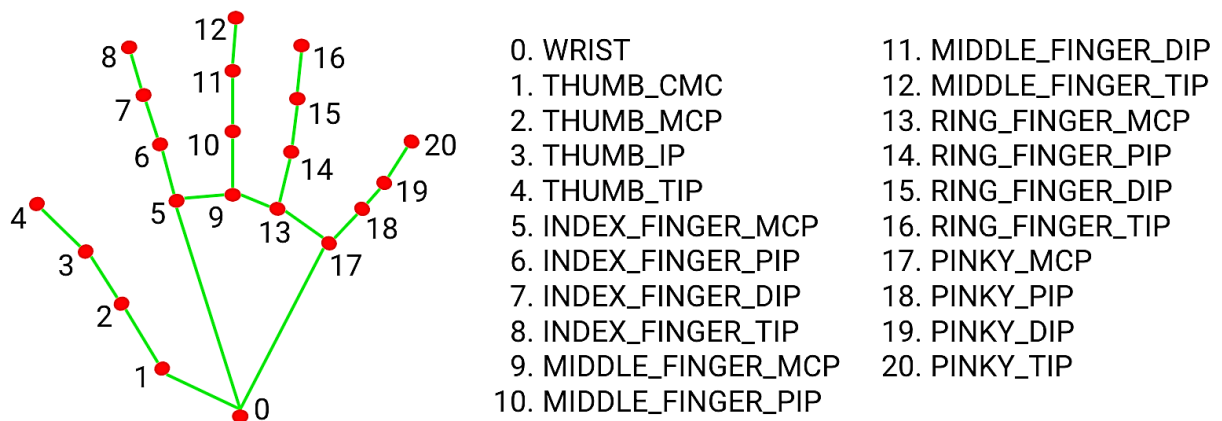 12
8
16
11
7
15
10
6
14
20
19
4
5
9
13
18
3
17
2
1
0
0. WRIST
1. THUMB_CMC
2. THUMB_MCP
3. THUMB_IP
4. THUMB_TIP
5. INDEX_FINGER_MCP
6. INDEX_FINGER_PIP
7. INDEX_FINGER_DIP
8. INDEX_FINGER_TIP
9. MIDDLE_FINGER_MCP
10. MIDDLE_FINGER_PIP
11. MIDDLE_FINGER_DIP
12. MIDDLE_FINGER_TIP
13. RING_FINGER_MCP
14. RING_FINGER_PIP
15. RING_FINGER_DIP
16. RING_FINGER_TIP
17. PINKY_MCP
18. PINKY_PIP
19. PINKY_DIP
20. PINKY_TIP